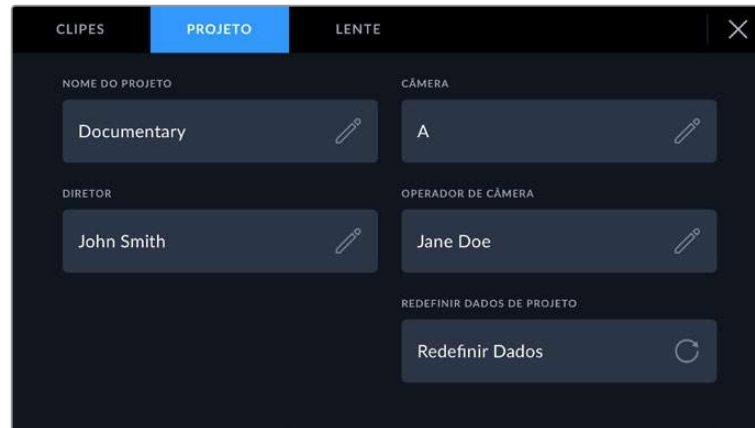 CLIPES PROJETO LENTE
NOME DO PROJETO CÂMERA
Documentary A
DIRETOR OPERADOR DE CÂMERA
John Smith Jane Doe
REDEFINIR DADOS DE PROJETO
Redefinir Dados